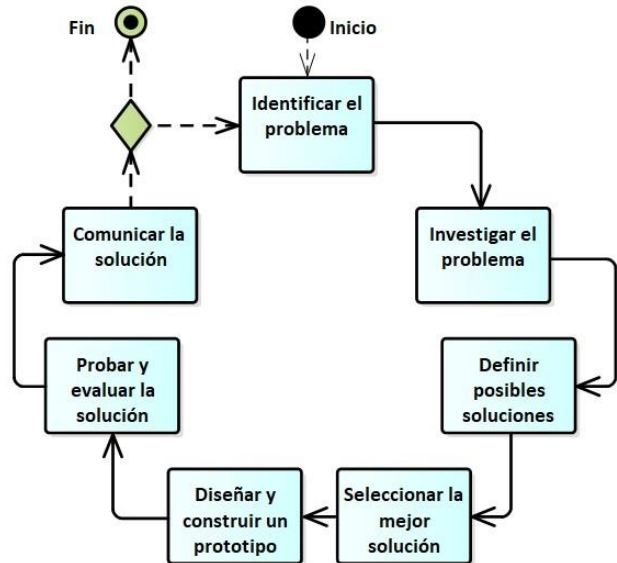 Fin
Inicio
Identificar el
problema
Investigar el
problema
Definir
posibles
soluciones
Seleccionar la
mejor
solución
Diseñar y
construir un
prototipo
Probar y
evaluar la
solución
Comunicar la
solución